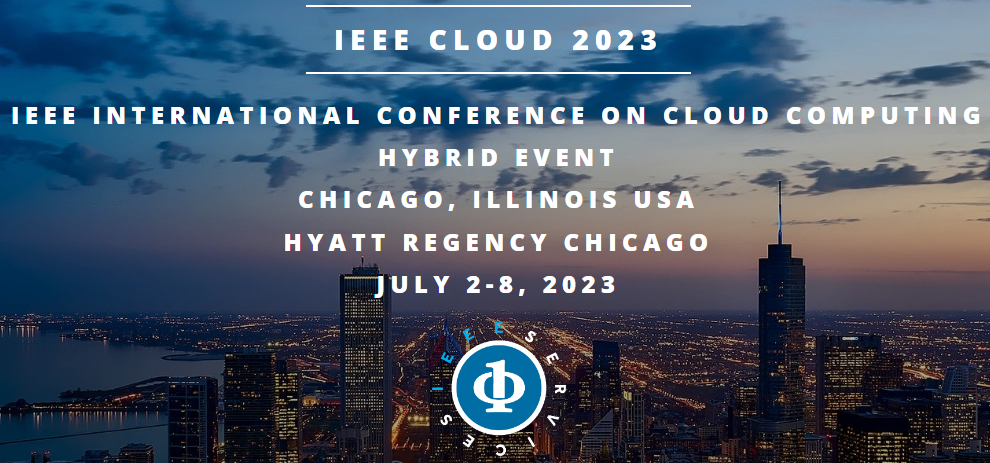 IEEE CLOUD 2023
IEEE INTERNATIONAL CONFERENCE ON CLOUD COMPUTING
HYBRID EVENT
CHICAGO, ILLINOIS USA
HYATT REGENCY CHICAGO
JULY 2-8, 2023
IEEE SERVICES